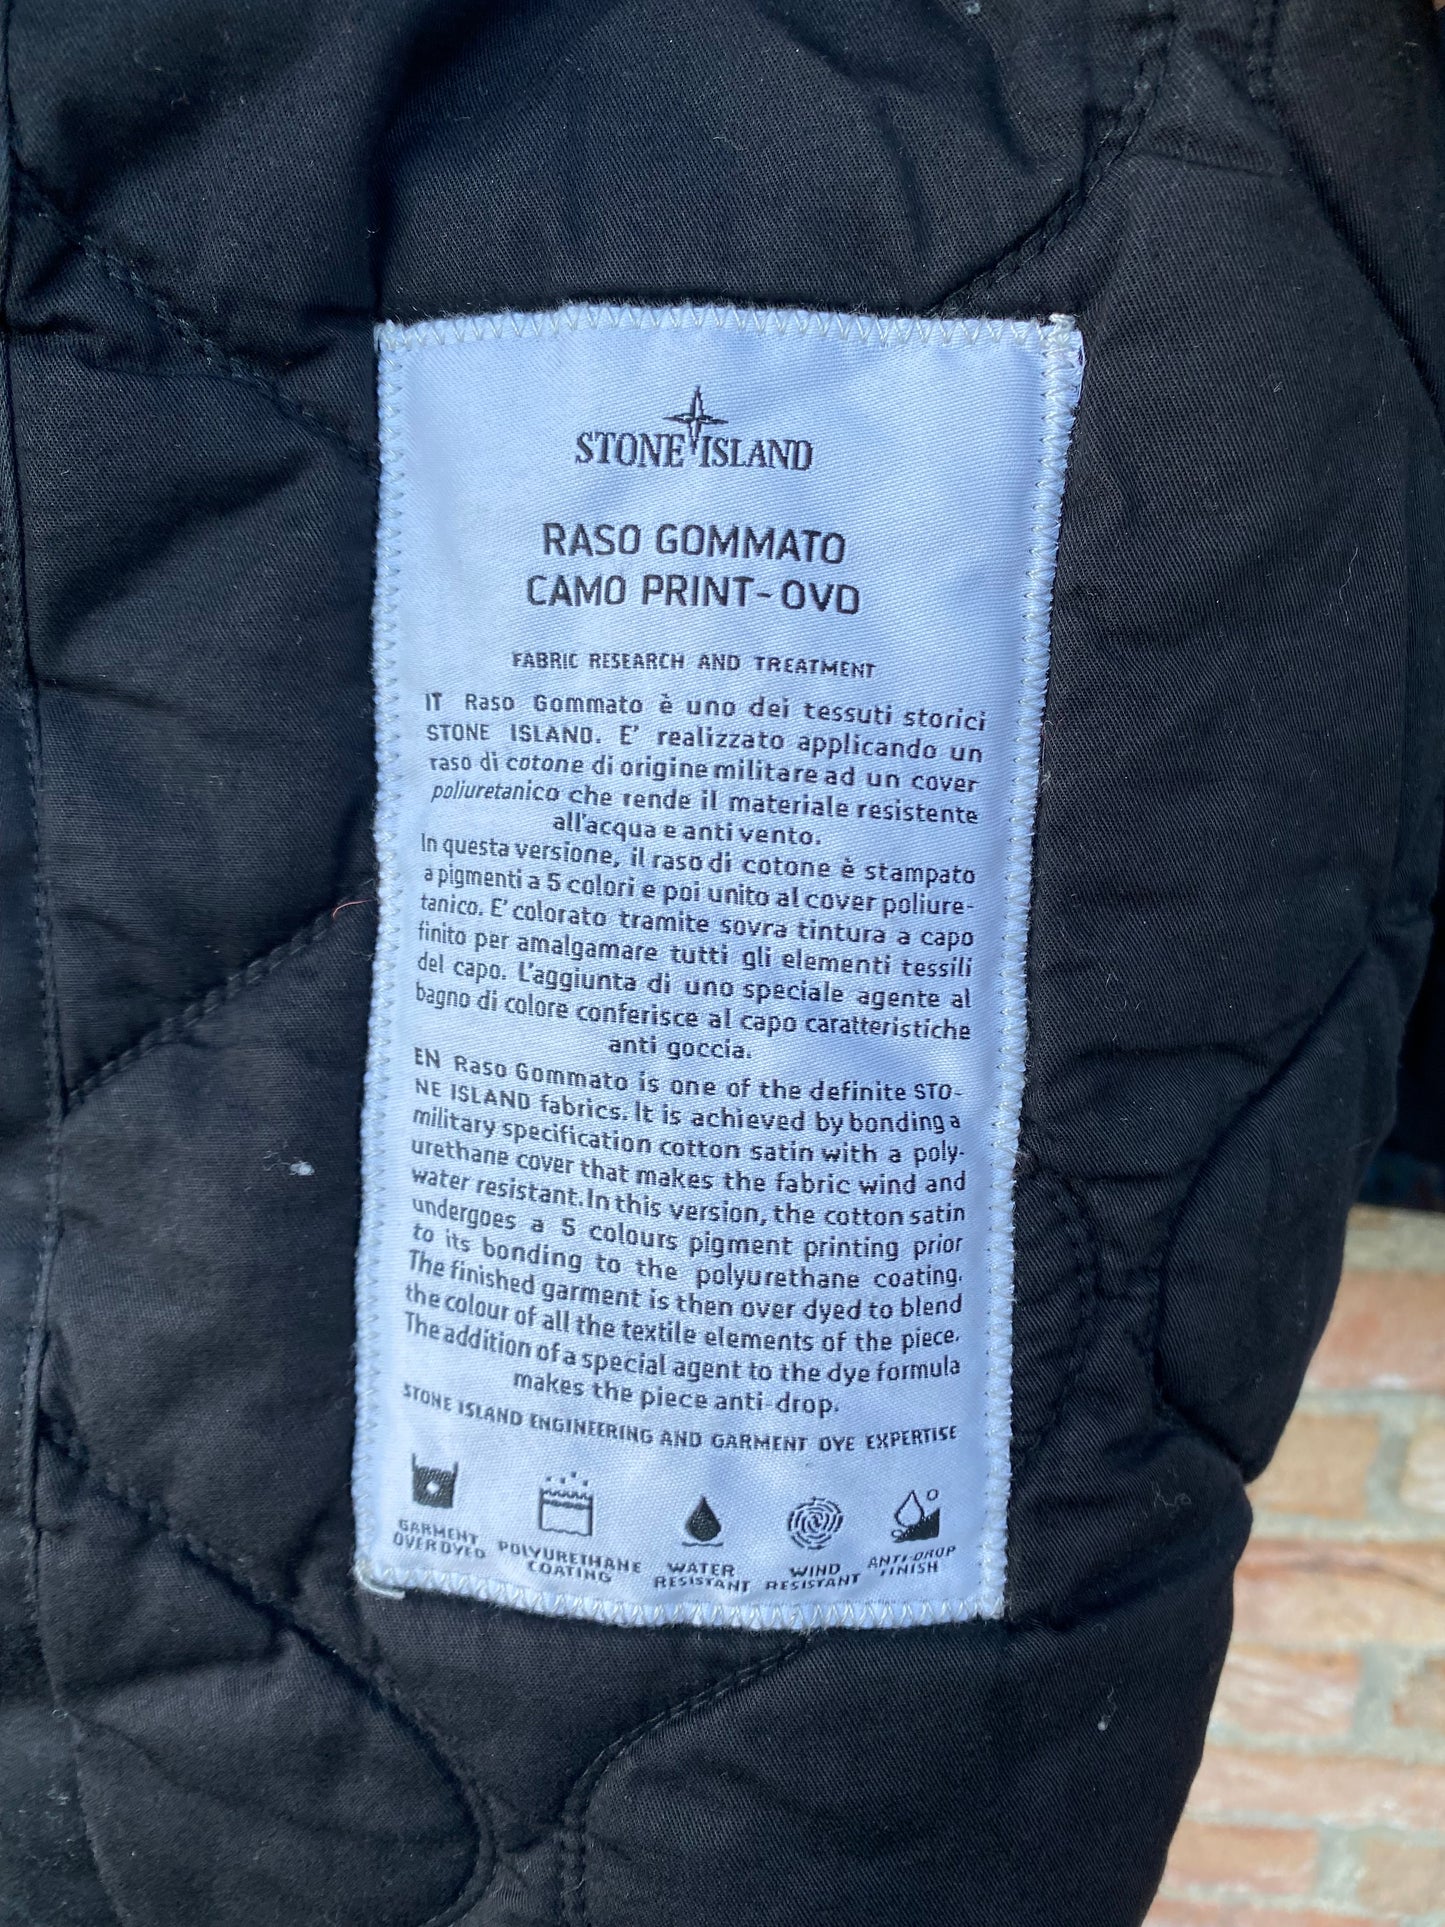 STONE ISLAND
RASO GOMMATO
CAMO PRINT-OVD
FABRIC RESEARCH AND TREATMENT
IT Raso Gommato è uno dei tessuti storici
STONE ISLAND. E' realizzato applicando un
raso di cotone di origine militare ad un cover
poliuretanico che rende il materiale resistente
all'acqua e anti vento.
In questa versione, il raso di cotone è stampato
a pigmenti a 5 colori e poi unito al cover poliure-
tanico. E' colorato tramite sovra tintura a capo
finito per amalgamare tutti gli elementi tessili
del capo. L'aggiunta di uno speciale agente al
bagno di colore conferisce al capo caratteristiche
anti goccia.
EN Raso Gommato is one of the definite STO-
NE ISLAND fabrics. It is achieved by bonding a
military specification cotton satin with a poly-
urethane cover that makes the fabric wind and
water resistant. In this version, the cotton satin
undergoes a 5 colours pigment printing prior
to its bonding to the polyurethane coating.
The finished garment is then over dyed to blend
the colour of all the textile elements of the piece.
The addition of a special agent to the dye formula
makes the piece anti-drop.
STONE ISLAND ENGINEERING AND GARMENT DYE EXPERTISE
GARMENT
OVERDYED
POLYURETHANE
COATING
WATER
RESISTANT
WIND
RESISTANT
ANTI-DROP
FINISH